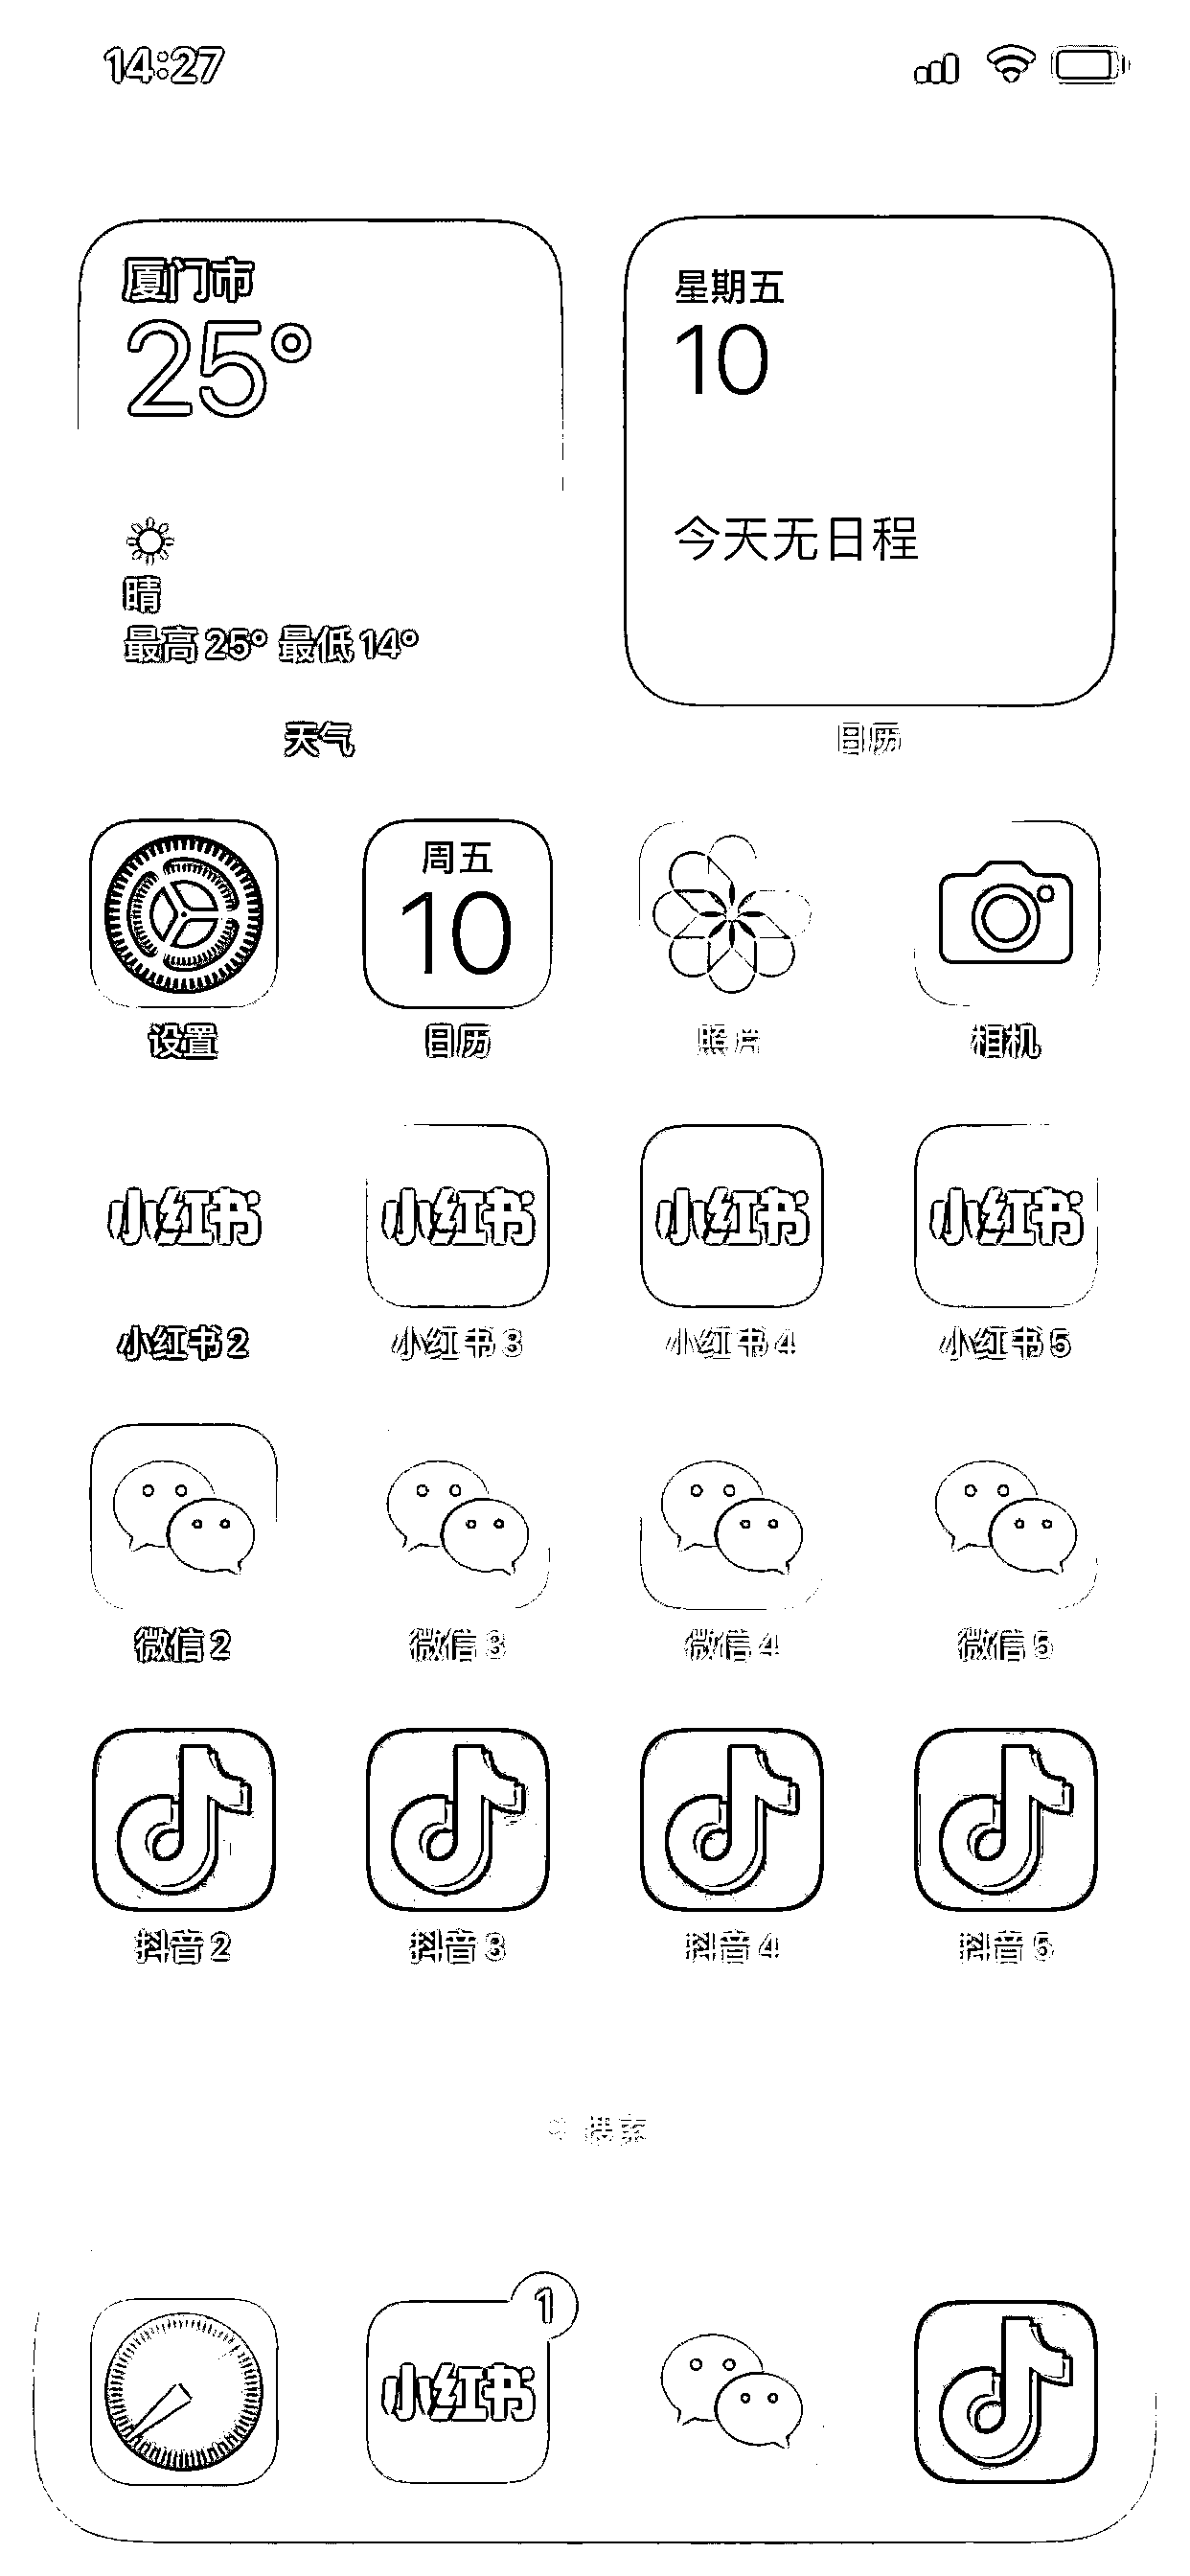 14:27
厦门市
25°
晴
最高 25° 最低 14°
天气
星期五
10
今天无日程
日历
周五
10
设置
日历
照片
相机
小红书
小红书
小红书
小红书
小红书 2
小红书 3
小红书 4
小红书 5
微信 2
微信 3
微信 4
微信 5
抖音 2
抖音 3
抖音 4
抖音 5
搜索
1
小红书